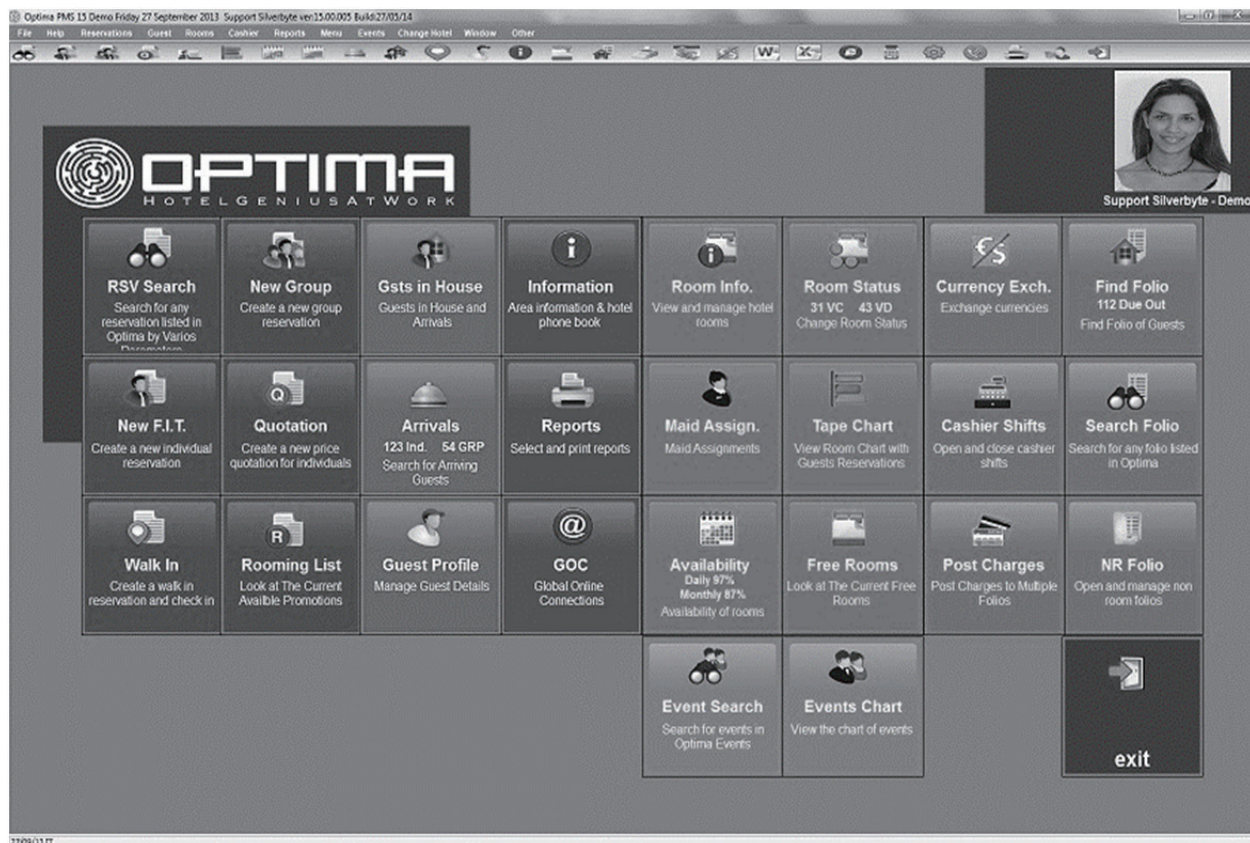 Optima PMS 15 Demo Friday 27 September 2013 Support Silverbyte ver:15.00.005 Build:27/05/14
File Help Reservations Guest Rooms Cashier Reports Menu Events Change Hotel Window Other
OPTIMA
HOTELGENIUSATWORK
Support Silverbyte - Demo
RSV Search
Search for any
reservation listed in
Optima by Varios
Parameters
New Group
Create a new group
reservation
Gsts in House
Guests in House and
Arrivals
Information
Area information & hotel
phone book
Room Info.
View and manage hotel
rooms
Room Status
31 VC 43 VD
Change Room Status
Currency Exch.
Exchange currencies
Find Folio
112 Due Out
Find Folio of Guests
New F.I.T.
Create a new individual
reservation
Quotation
Create a new price
quotation for individuals
Arrivals
123 Ind. 54 GRP
Search for Arriving
Guests
Reports
Select and print reports
Maid Assign.
Maid Assignments
Tape Chart
View Room Chart with
Guests Reservations
Cashier Shifts
Open and close cashier
shifts
Search Folio
Search for any folio listed
in Optima
Walk In
Create a walk in
reservation and check in
Rooming List
Look at The Current
Availble Promotions
Guest Profile
Manage Guest Details
GOC
Global Online
Connections
Availability
Daily 97%
Monthly 87%
Availability of rooms
Free Rooms
Look at The Current Free
Rooms
Post Charges
Post Charges to Multiple
Folios
NR Folio
Open and manage non
room folios
Event Search
Search for events in
Optima Events
Events Chart
View the chart of events
exit